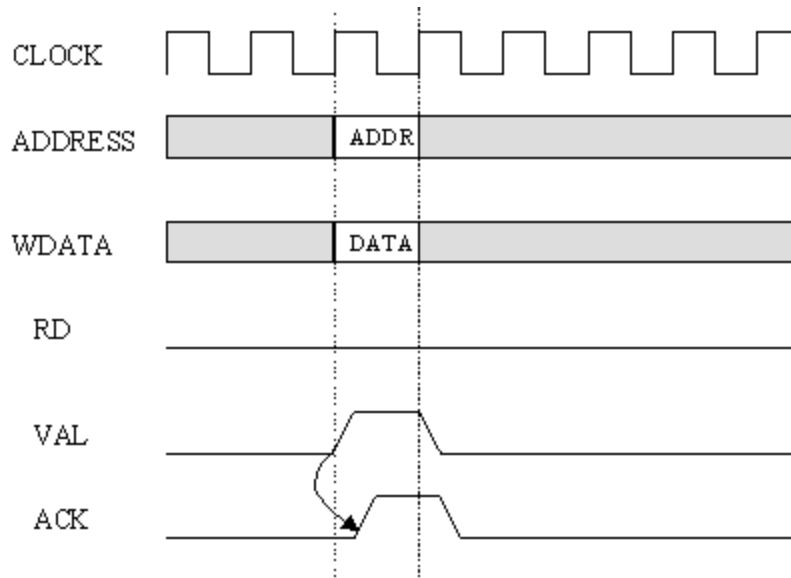 CLOCK
ADDRESS ADDR
WDATA DATA
RD
VAL
ACK